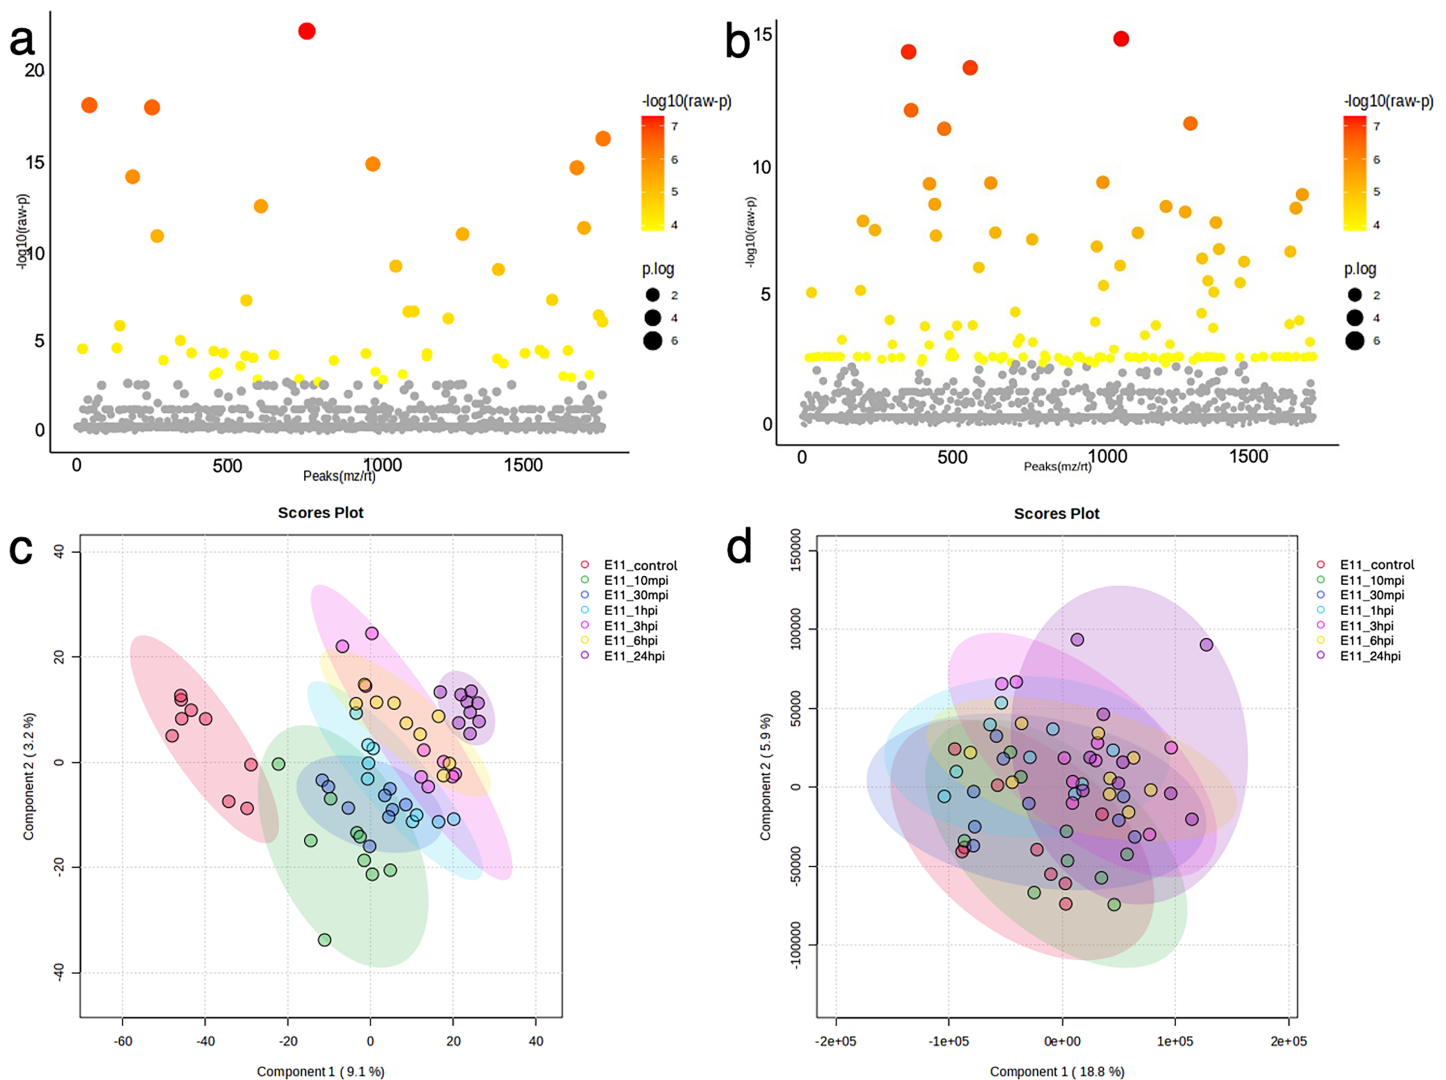 a
-log10(raw-p)
20
15
10
5
0
0 500 1000 1500
Peaks(mz/rt)
-log10(raw-p)
7
6
5
4
p.log
2
4
6
b
-log10(raw-p)
15
10
5
0
0 500 1000 1500
Peaks(mz/rt)
-log10(raw-p)
7
6
5
4
p.log
2
4
6
c
Scores Plot
Component 2 ( 3.2 %)
40
20
0
20
-40
-60 -40 -20 0 20 40
Component 1 ( 9.1 %)
E11_control
E11_10mpi
E11_30mpi
E11_1hpi
E11_3hpi
E11_6hpi
E11_24hpi
d
Scores Plot
Component 2 ( 5.9 %)
150000
100000
50000
0
-50000
-100000
-2e+05 -1e+05 0e+00 1e+05 2e+05
Component 1 ( 18.8 %)
E11_control
E11_10mpi
E11_30mpi
E11_1hpi
E11_3hpi
E11_6hpi
E11_24hpi